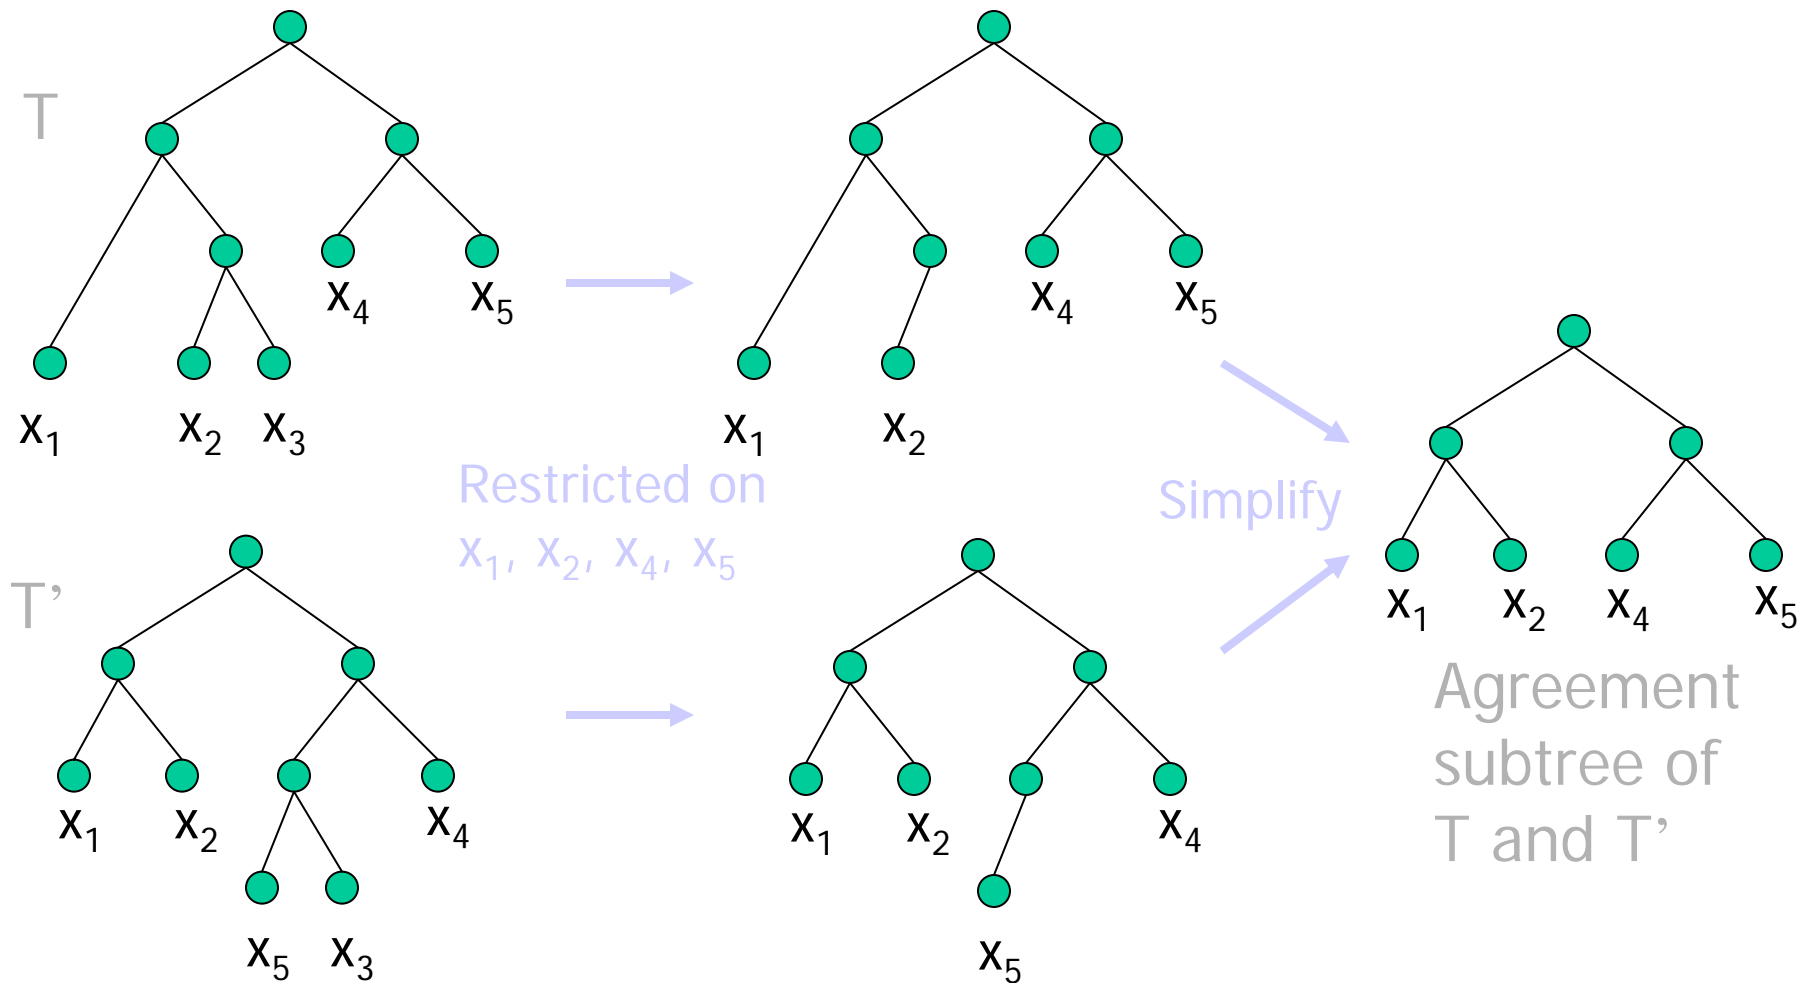 T
x₄ x₅
x₁ x₂ x₃
x₄ x₅
x₁ x₂
Restricted on
x₁, x₂, x₄, x₅
Simplify
T’
x₁ x₂ x₄
x₅ x₃
x₁ x₂ x₄
x₅
x₁ x₂ x₄ x₅
Agreement
subtree of
T and T’